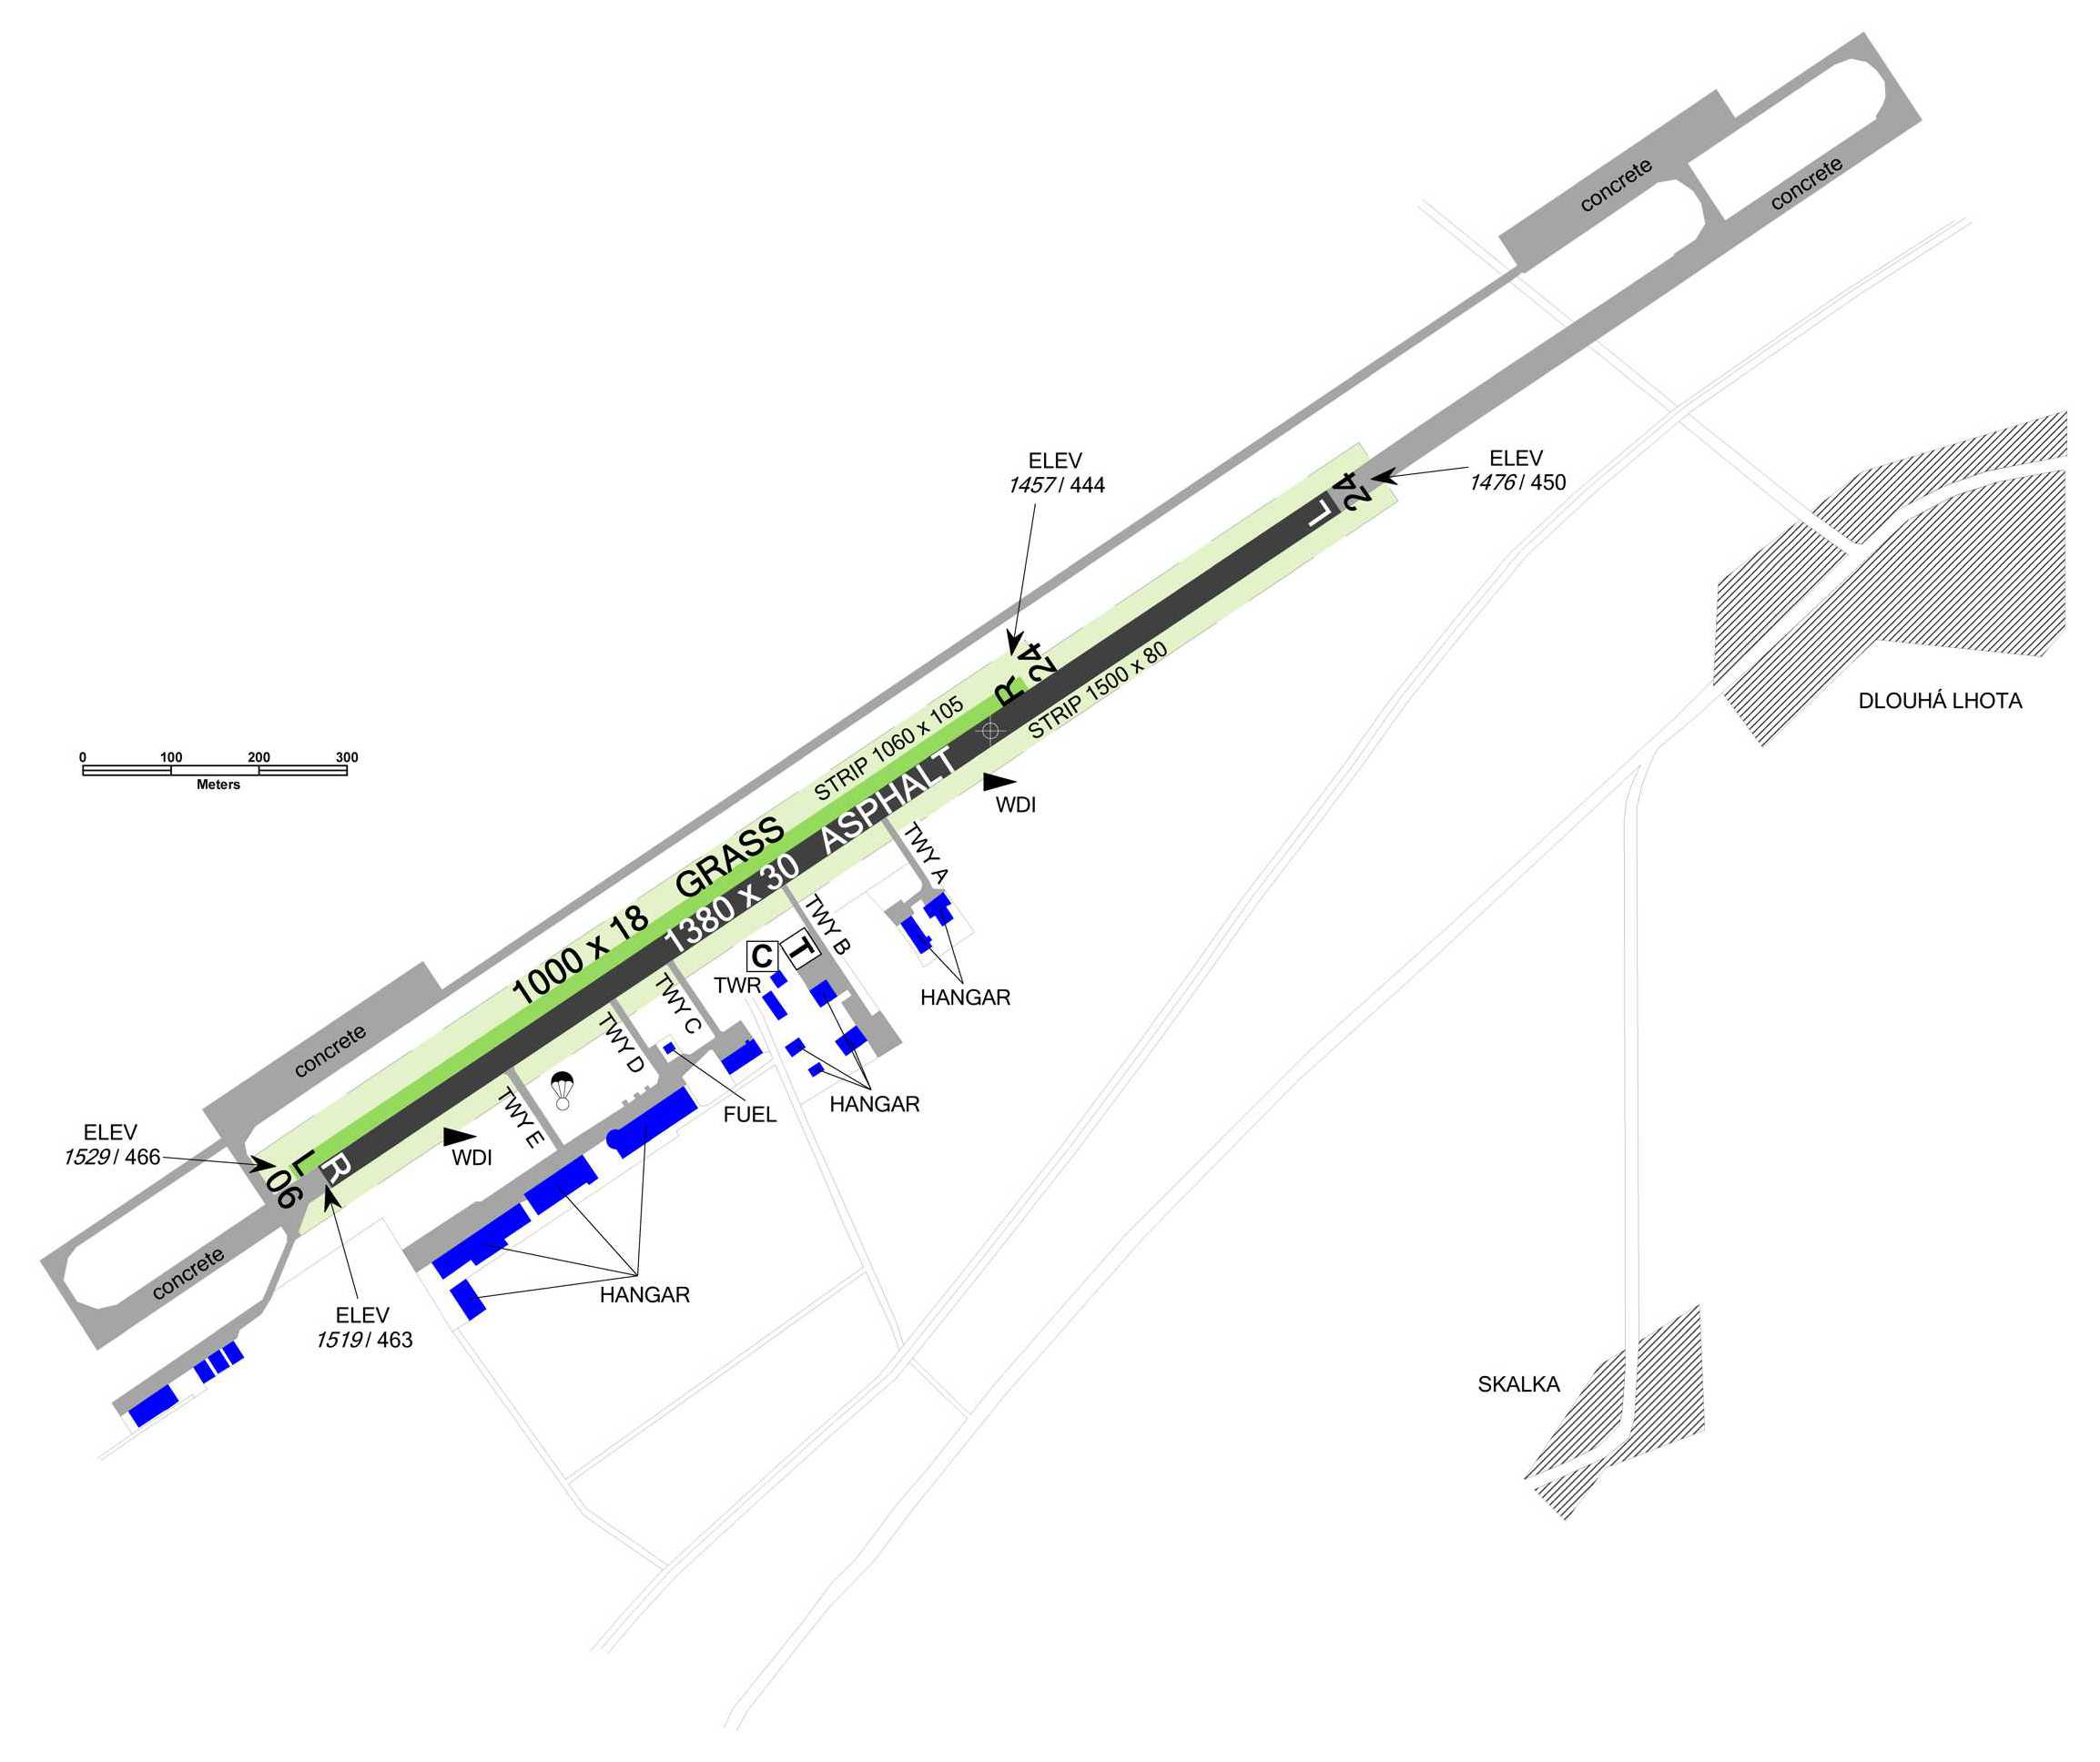 concrete
concrete
ELEV
1457 / 444
ELEV
1476 / 450
24
L
24
R
STRIP 1060 x 105
STRIP 1500 x 80
DLOUHÁ LHOTA
0 100 200 300
Meters
WDI
1000 x 18 GRASS
1380 x 30 ASPHALT
TWY A
TWY B
TWY C
TWY D
TWY E
C
T
TWR
HANGAR
concrete
FUEL
HANGAR
ELEV
1529 / 466
WDI
06
L
R
concrete
HANGAR
ELEV
1519 / 463
SKALKA